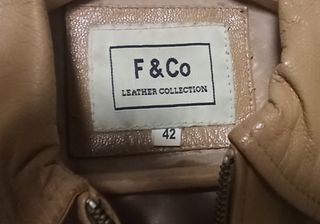 F & Co
LEATHER COLLECTION
42